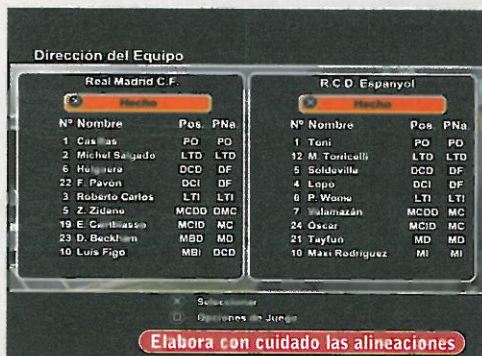 Dirección del Equipo
Real Madrid C.F.
Hecho
Nº Nombre Pos. PNa.
1 Casillas PO PO
2 Michel Salgado LTD LTD
6 Helguera DCD DF
22 F. Pavón DCI DF
3 Roberto Carlos LTI LTI
5 Z. Zidane MCDD OMC
19 E. Cambiasso MCID MC
23 D. Beckham MBD MD
10 Luis Figo MBI DCD
R.C.D. Espanyol
Hecho
Nº Nombre Pos. PNa.
1 Toni PO PO
12 M. Torricelli LTD LTD
5 Soldevilla DCD DF
4 Lopo DCI DF
6 P. Wome LTI LTI
7 Velamazán MCDD MC
24 Óscar MCID MC
21 Tayfun MD MD
10 Maxi Rodríguez MI MI
Seleccionar
Opciones de Juego
Elabora con cuidado las alineaciones